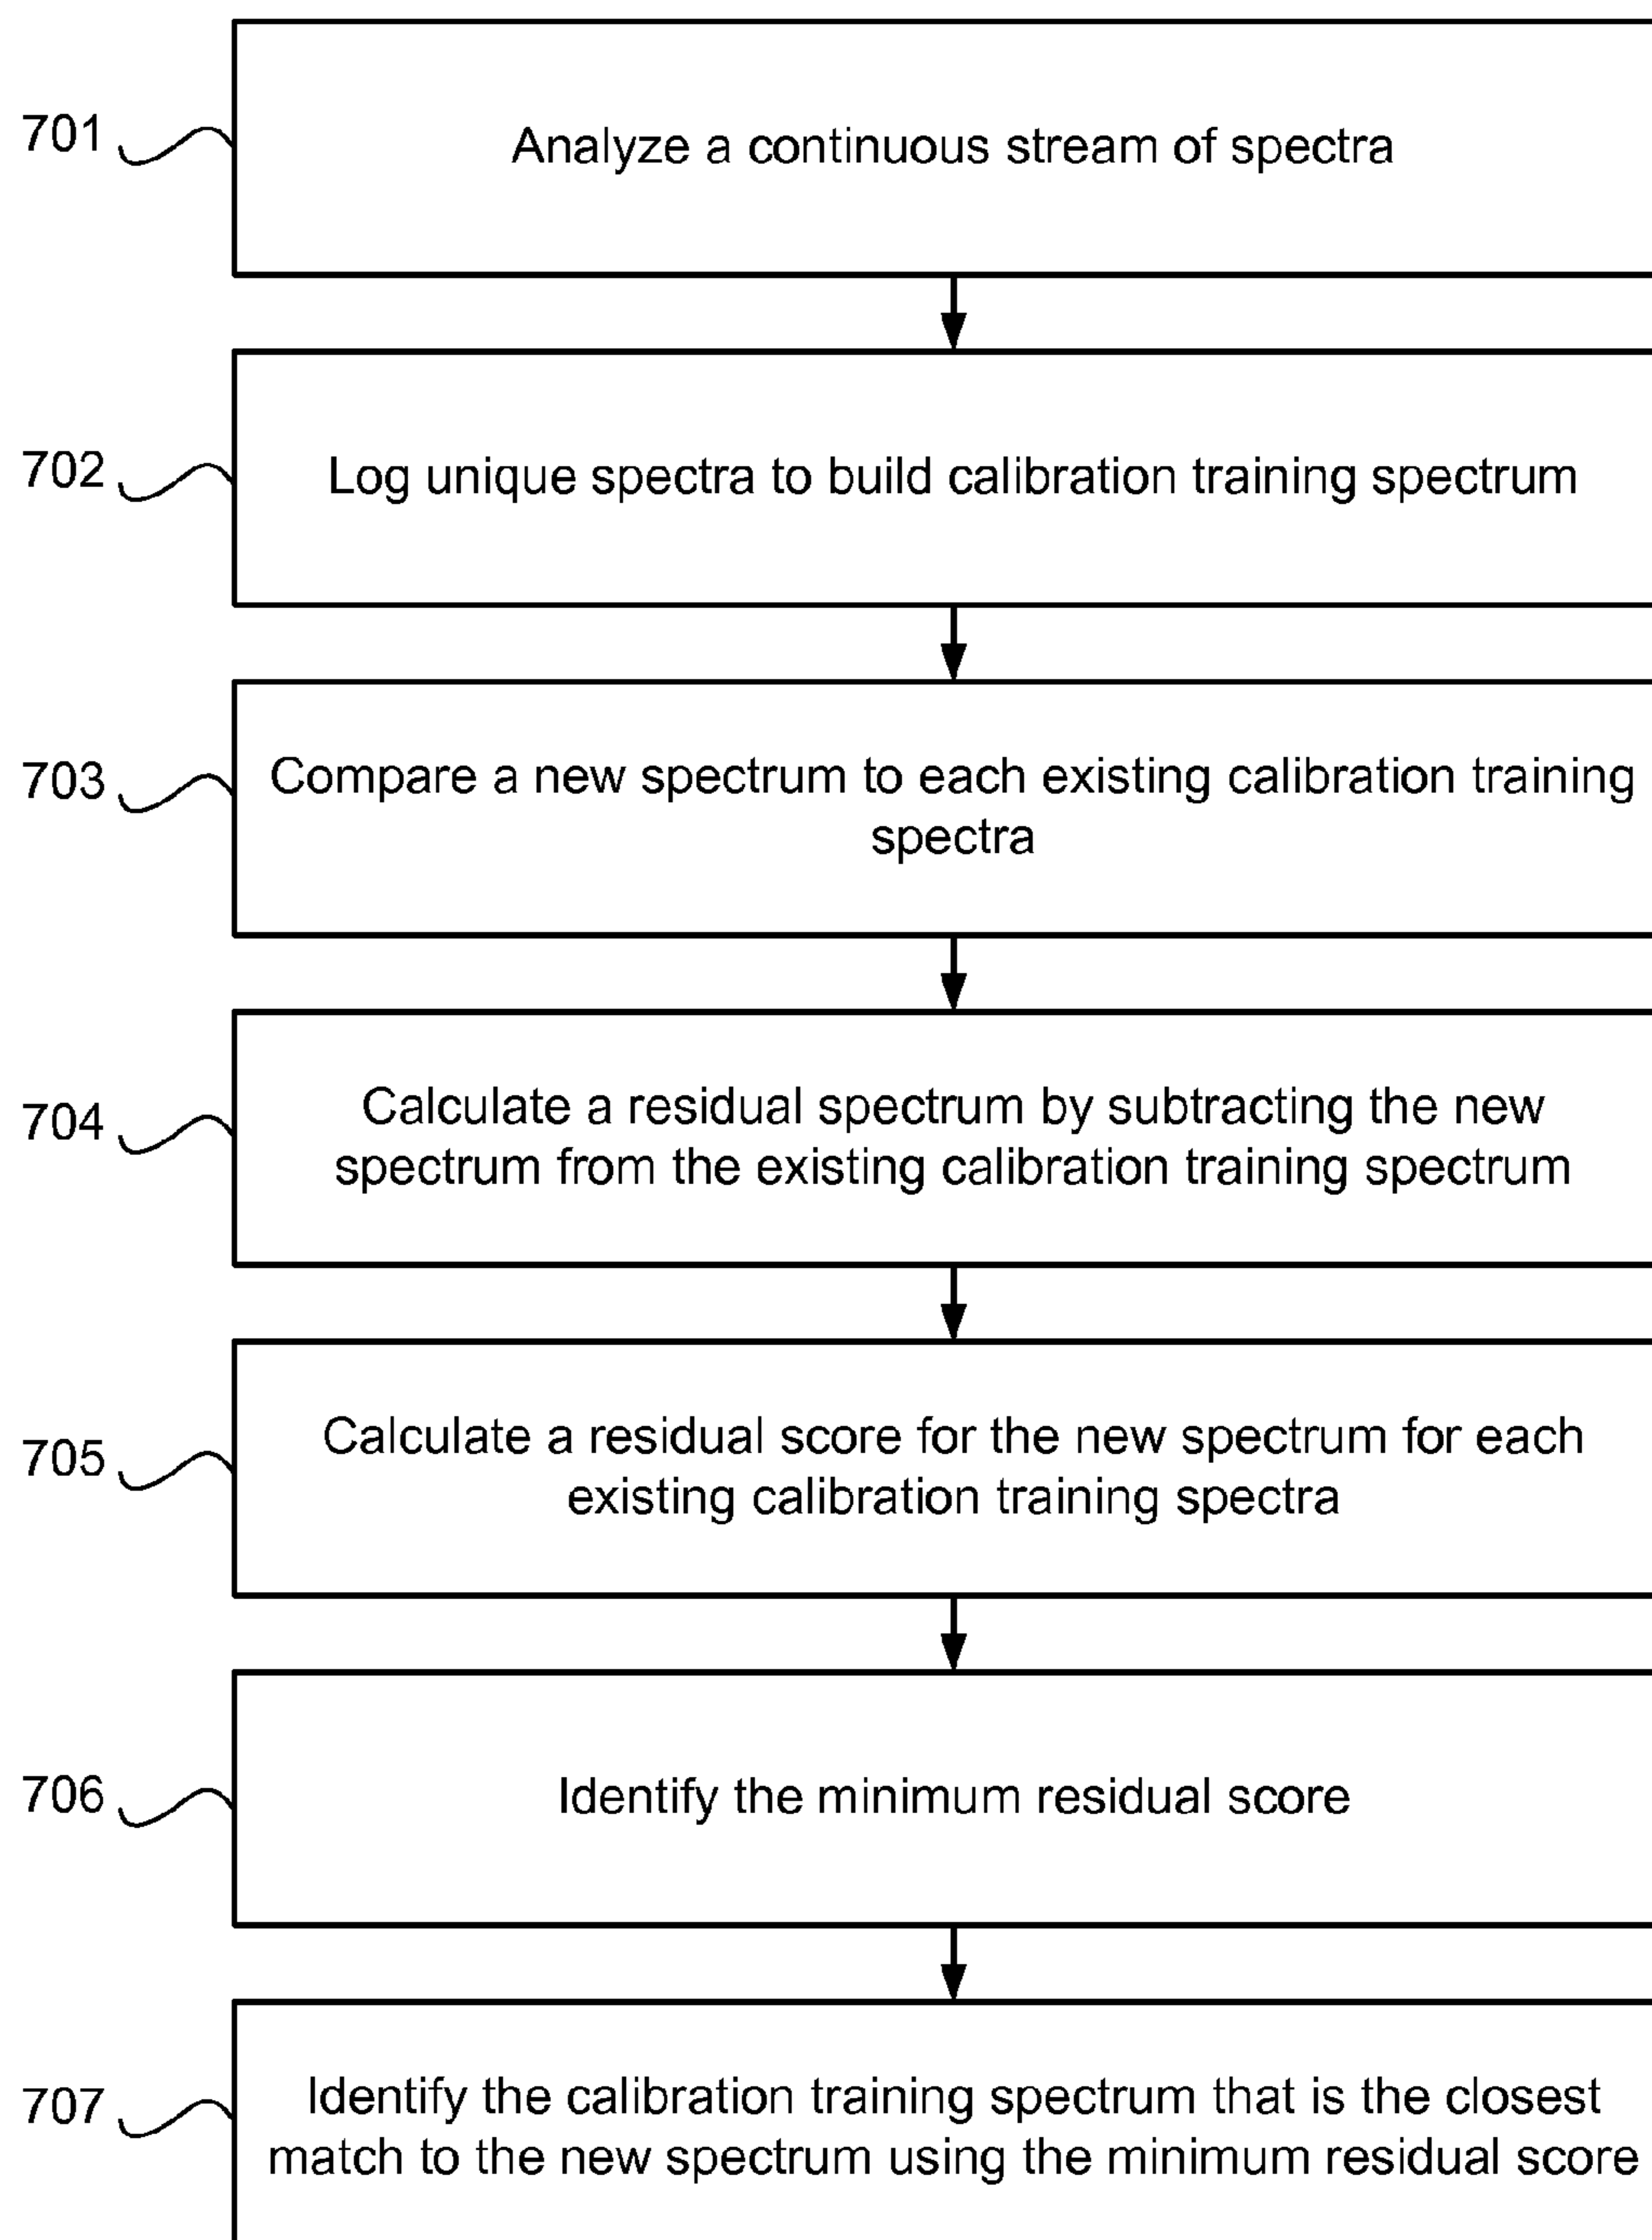 701
Analyze a continuous stream of spectra
702
Log unique spectra to build calibration training spectrum
703
Compare a new spectrum to each existing calibration training
spectra
704
Calculate a residual spectrum by subtracting the new
spectrum from the existing calibration training spectrum
705
Calculate a residual score for the new spectrum for each
existing calibration training spectra
706
Identify the minimum residual score
707
Identify the calibration training spectrum that is the closest
match to the new spectrum using the minimum residual score